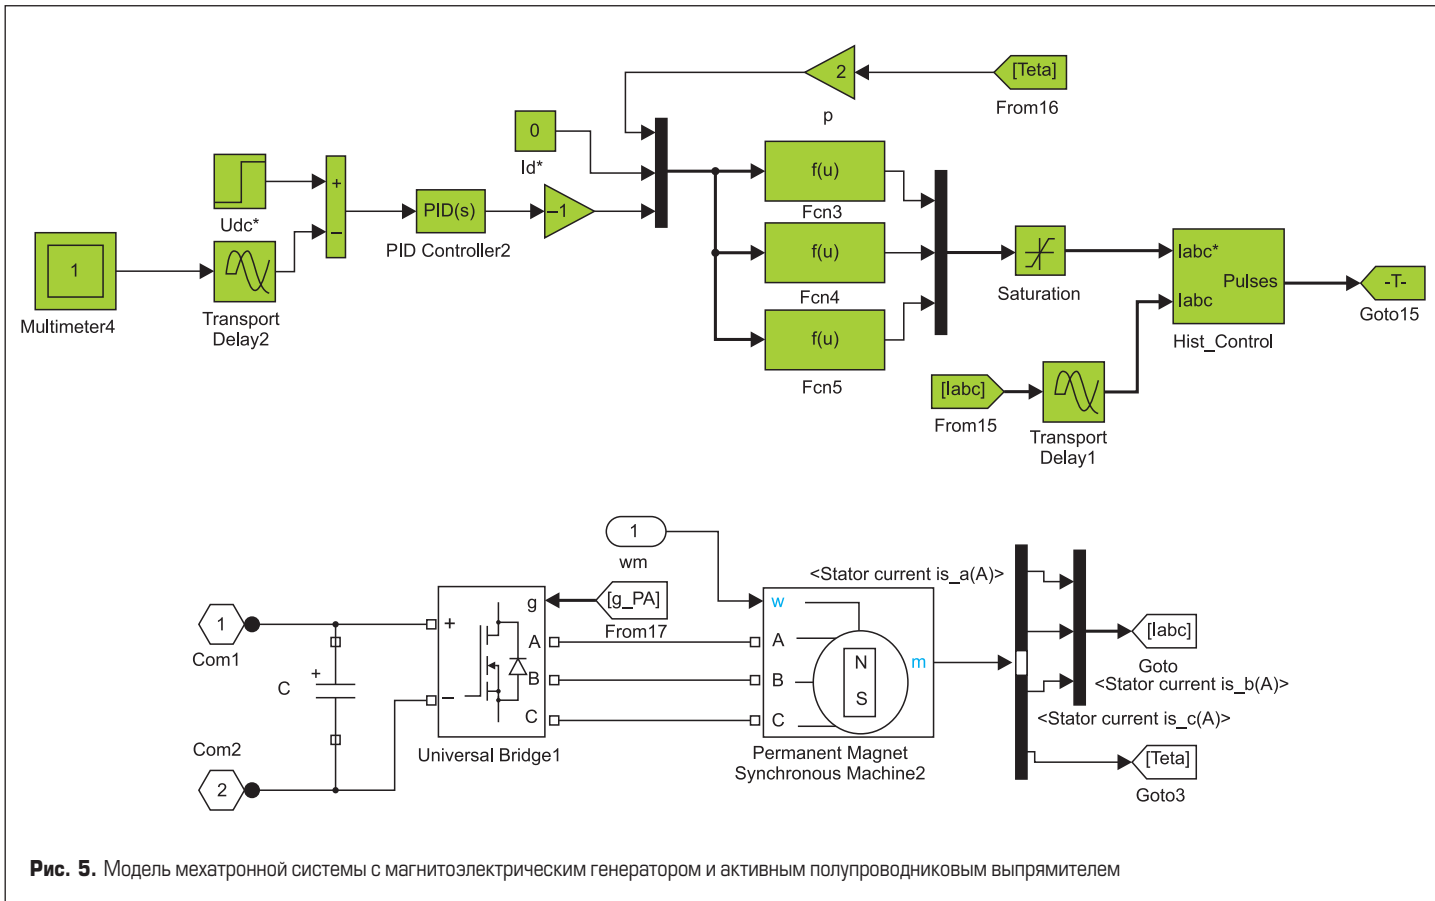 2
[Teta]
p
From16
0
Id*
Udc*
+
–
PID(s)
PID Controller2
–1
1
Multimeter4
Transport
Delay2
f(u)
Fcn3
f(u)
Fcn4
f(u)
Fcn5
Saturation
Iabc*
Pulses
Iabc
Hist_Control
-T-
Goto15
[Iabc]
From15
Transport
Delay1
1
wm
<Stator current is_a(A)>
g
[g_PA]
From17
w
1
Com1
+
A
A
N
m
[Iabc]
Goto
+
C
–
B
B
S
<Stator current is_b(A)>
C
C
<Stator current is_c(A)>
Com2
2
Universal Bridge1
Permanent Magnet
Synchronous Machine2
[Teta]
Goto3
Рис. 5. Модель мехатронной системы с магнитоэлектрическим генератором и активным полупроводниковым выпрямителем